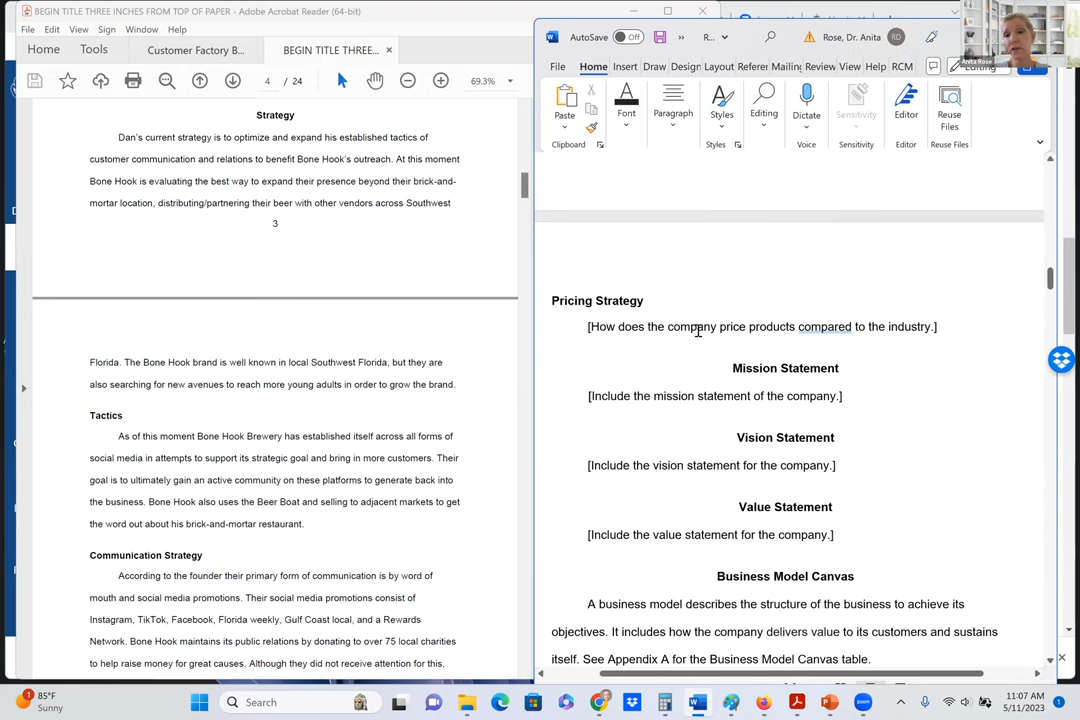 BEGIN TITLE THREE INCHES FROM TOP OF PAPER - Adobe Acrobat Reader (64-bit)
File Edit View Sign Window Help
Home Tools Customer Factory B... BEGIN TITLE THREE... ×
4 / 24 69.3%
Strategy
Dan's current strategy is to optimize and expand his established tactics of
customer communication and relations to benefit Bone Hook's outreach. At this moment
Bone Hook is evaluating the best way to expand their presence beyond their brick-and-
mortar location, distributing/partnering their beer with other vendors across Southwest
3
Florida. The Bone Hook brand is well known in local Southwest Florida, but they are
also searching for new avenues to reach more young adults in order to grow the brand.
Tactics
As of this moment Bone Hook Brewery has established itself across all forms of
social media in attempts to support its strategic goal and bring in more customers. Their
goal is to ultimately gain an active community on these platforms to generate back into
the business. Bone Hook also uses the Beer Boat and selling to adjacent markets to get
the word out about his brick-and-mortar restaurant.
Communication Strategy
According to the founder their primary form of communication is by word of
mouth and social media promotions. Their social media promotions consist of
Instagram, TikTok, Facebook, Florida weekly, Gulf Coast local, and a Rewards
Network. Bone Hook maintains its public relations by donating to over 75 local charities
to help raise money for great causes. Although they did not receive attention for this,
AutoSave Off R... Rose, Dr. Anita RD
Anita Rose
File Home Insert Draw Design Layout Referer Mailing Review View Help RCM Editing
Paste Font Paragraph Styles Editing Dictate Sensitivity Editor Reuse
Files
Clipboard Styles Voice Sensitivity Editor Reuse Files
Pricing Strategy
[How does the company price products compared to the industry.]
Mission Statement
[Include the mission statement of the company.]
Vision Statement
[Include the vision statement for the company.]
Value Statement
[Include the value statement for the company.]
Business Model Canvas
A business model describes the structure of the business to achieve its
objectives. It includes how the company delivers value to its customers and sustains
itself. See Appendix A for the Business Model Canvas table.
85°F
Sunny
Search
zoom
11:07 AM
5/11/2023